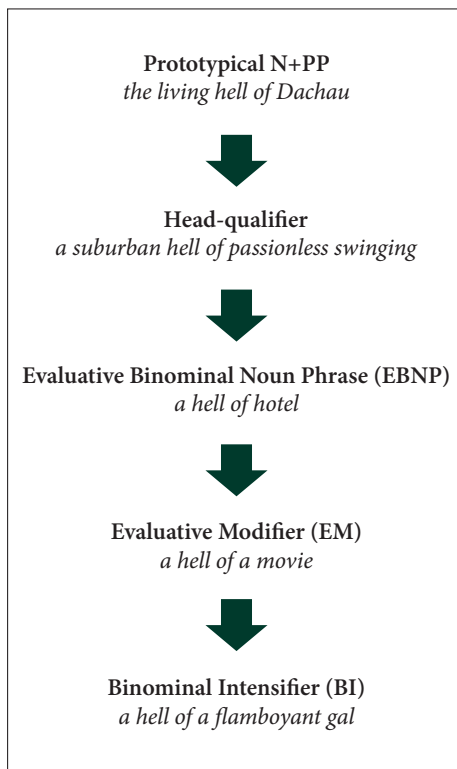 Prototypical N+PP
the living hell of Dachau
Head-qualifier
a suburban hell of passionless swinging
Evaluative Binominal Noun Phrase (EBNP)
a hell of hotel
Evaluative Modifier (EM)
a hell of a movie
Binominal Intensifier (BI)
a hell of a flamboyant gal